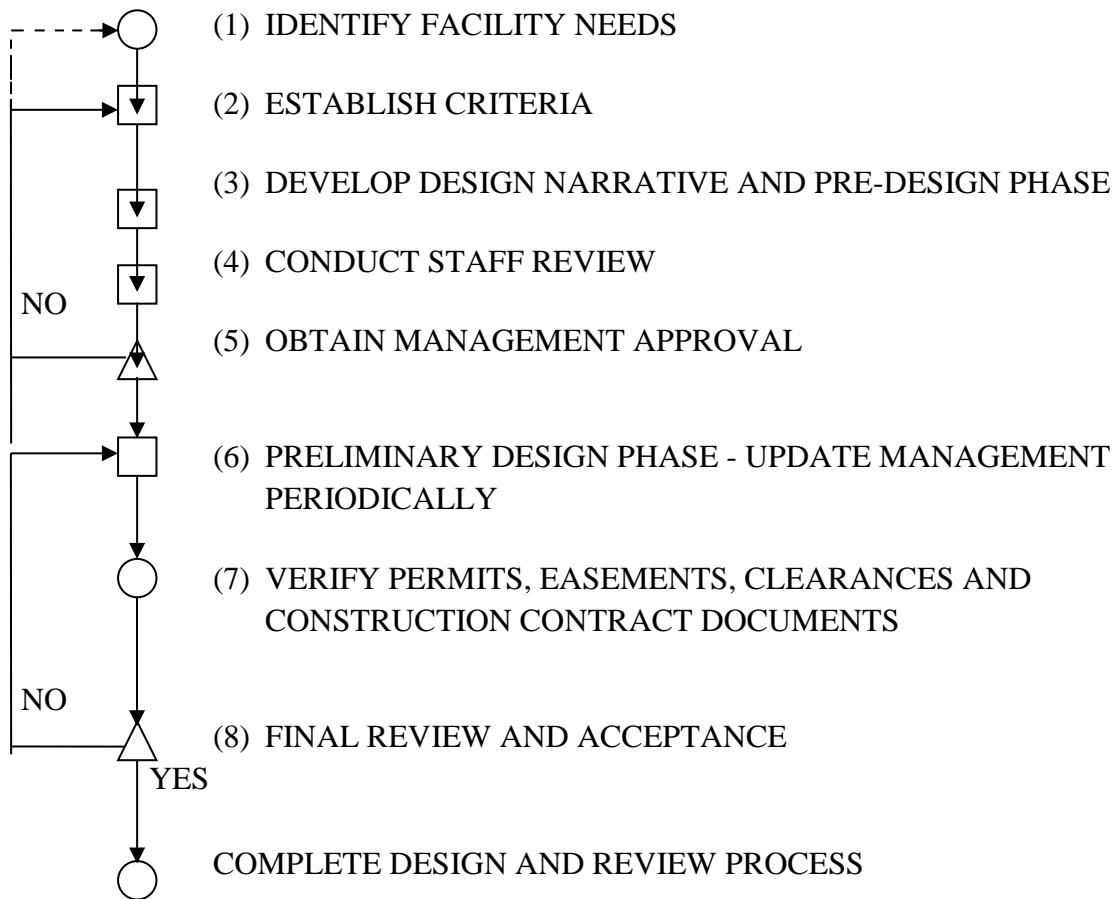 (1) IDENTIFY FACILITY NEEDS
(2) ESTABLISH CRITERIA
(3) DEVELOP DESIGN NARRATIVE AND PRE-DESIGN PHASE
(4) CONDUCT STAFF REVIEW
NO
(5) OBTAIN MANAGEMENT APPROVAL
(6) PRELIMINARY DESIGN PHASE - UPDATE MANAGEMENT
PERIODICALLY
(7) VERIFY PERMITS, EASEMENTS, CLEARANCES AND
CONSTRUCTION CONTRACT DOCUMENTS
NO
(8) FINAL REVIEW AND ACCEPTANCE
YES
COMPLETE DESIGN AND REVIEW PROCESS